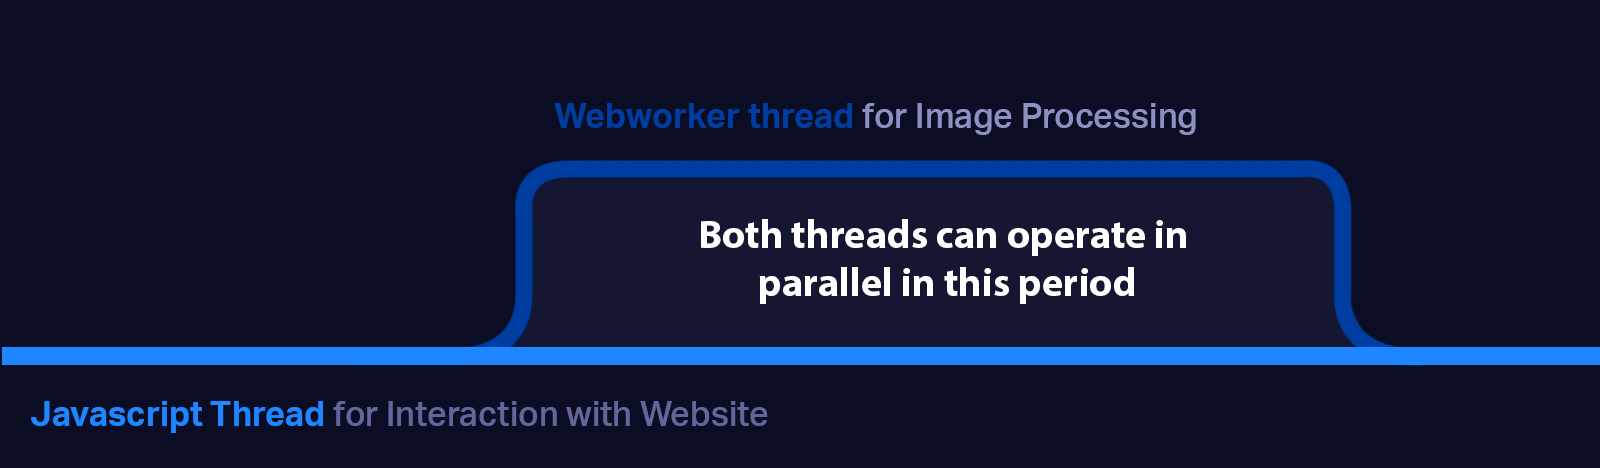 Webworker thread for Image Processing
Both threads can operate in
parallel in this period
Javascript Thread for Interaction with Website